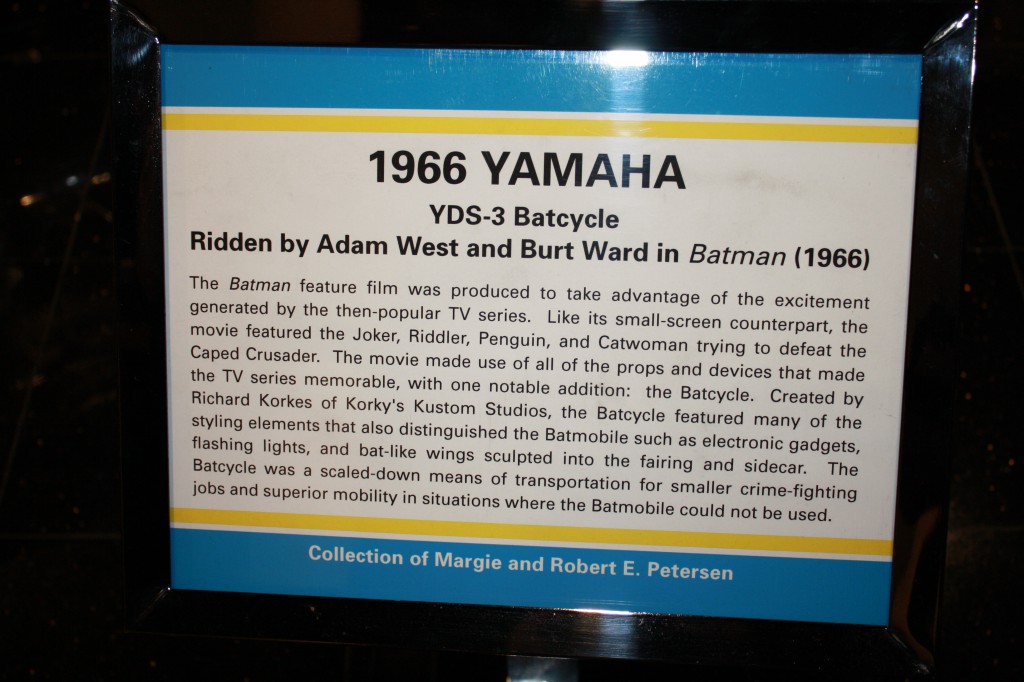 1966 YAMAHA
YDS-3 Batcycle
Ridden by Adam West and Burt Ward in Batman (1966)
The Batman feature film was produced to take advantage of the excitement
generated by the then-popular TV series. Like its small-screen counterpart, the
movie featured the Joker, Riddler, Penguin, and Catwoman trying to defeat the
Caped Crusader. The movie made use of all of the props and devices that made
the TV series memorable, with one notable addition: the Batcycle. Created by
Richard Korkes of Korky's Kustom Studios, the Batcycle featured many of the
styling elements that also distinguished the Batmobile such as electronic gadgets,
flashing lights, and bat-like wings sculpted into the fairing and sidecar. The
Batcycle was a scaled-down means of transportation for smaller crime-fighting
jobs and superior mobility in situations where the Batmobile could not be used.
Collection of Margie and Robert E. Petersen